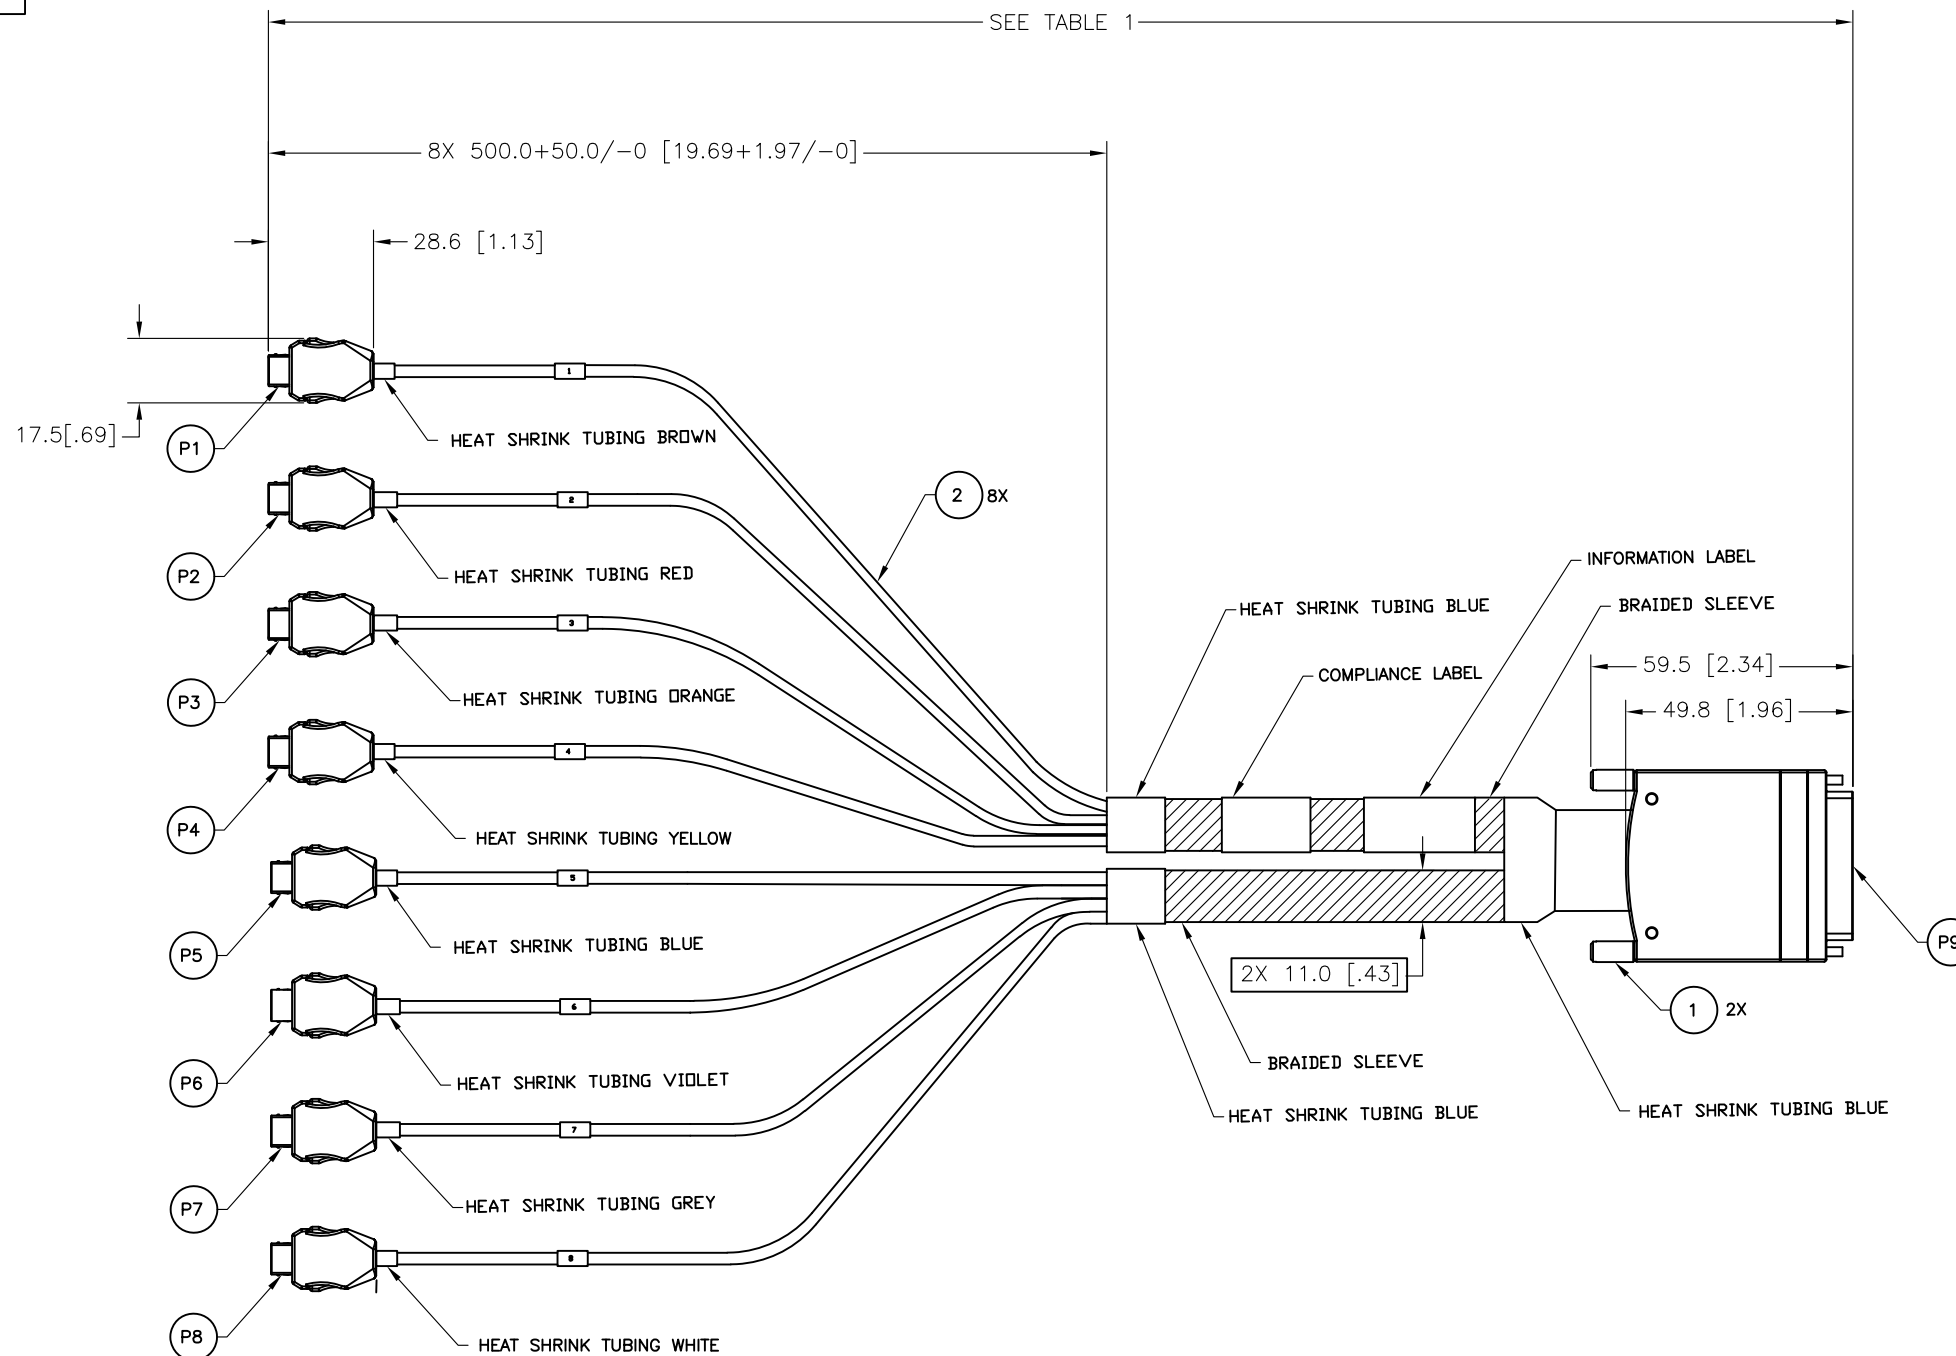 SEE TABLE 1
8X 500.0+50.0/-0 [19.69+1.97/-0]
28.6 [1.13]
17.5[.69]
1
P1
HEAT SHRINK TUBING BROWN
2
2 8X
P2
HEAT SHRINK TUBING RED
INFORMATION LABEL
HEAT SHRINK TUBING BLUE
BRAIDED SLEEVE
3
59.5 [2.34]
COMPLIANCE LABEL
P3
HEAT SHRINK TUBING ORANGE
49.8 [1.96]
4
P4
HEAT SHRINK TUBING YELLOW
5
P5
HEAT SHRINK TUBING BLUE
P9
2X 11.0 [.43]
6
1 2X
P6
HEAT SHRINK TUBING VIOLET
BRAIDED SLEEVE
HEAT SHRINK TUBING BLUE
HEAT SHRINK TUBING BLUE
7
P7
HEAT SHRINK TUBING GREY
8
P8
HEAT SHRINK TUBING WHITE